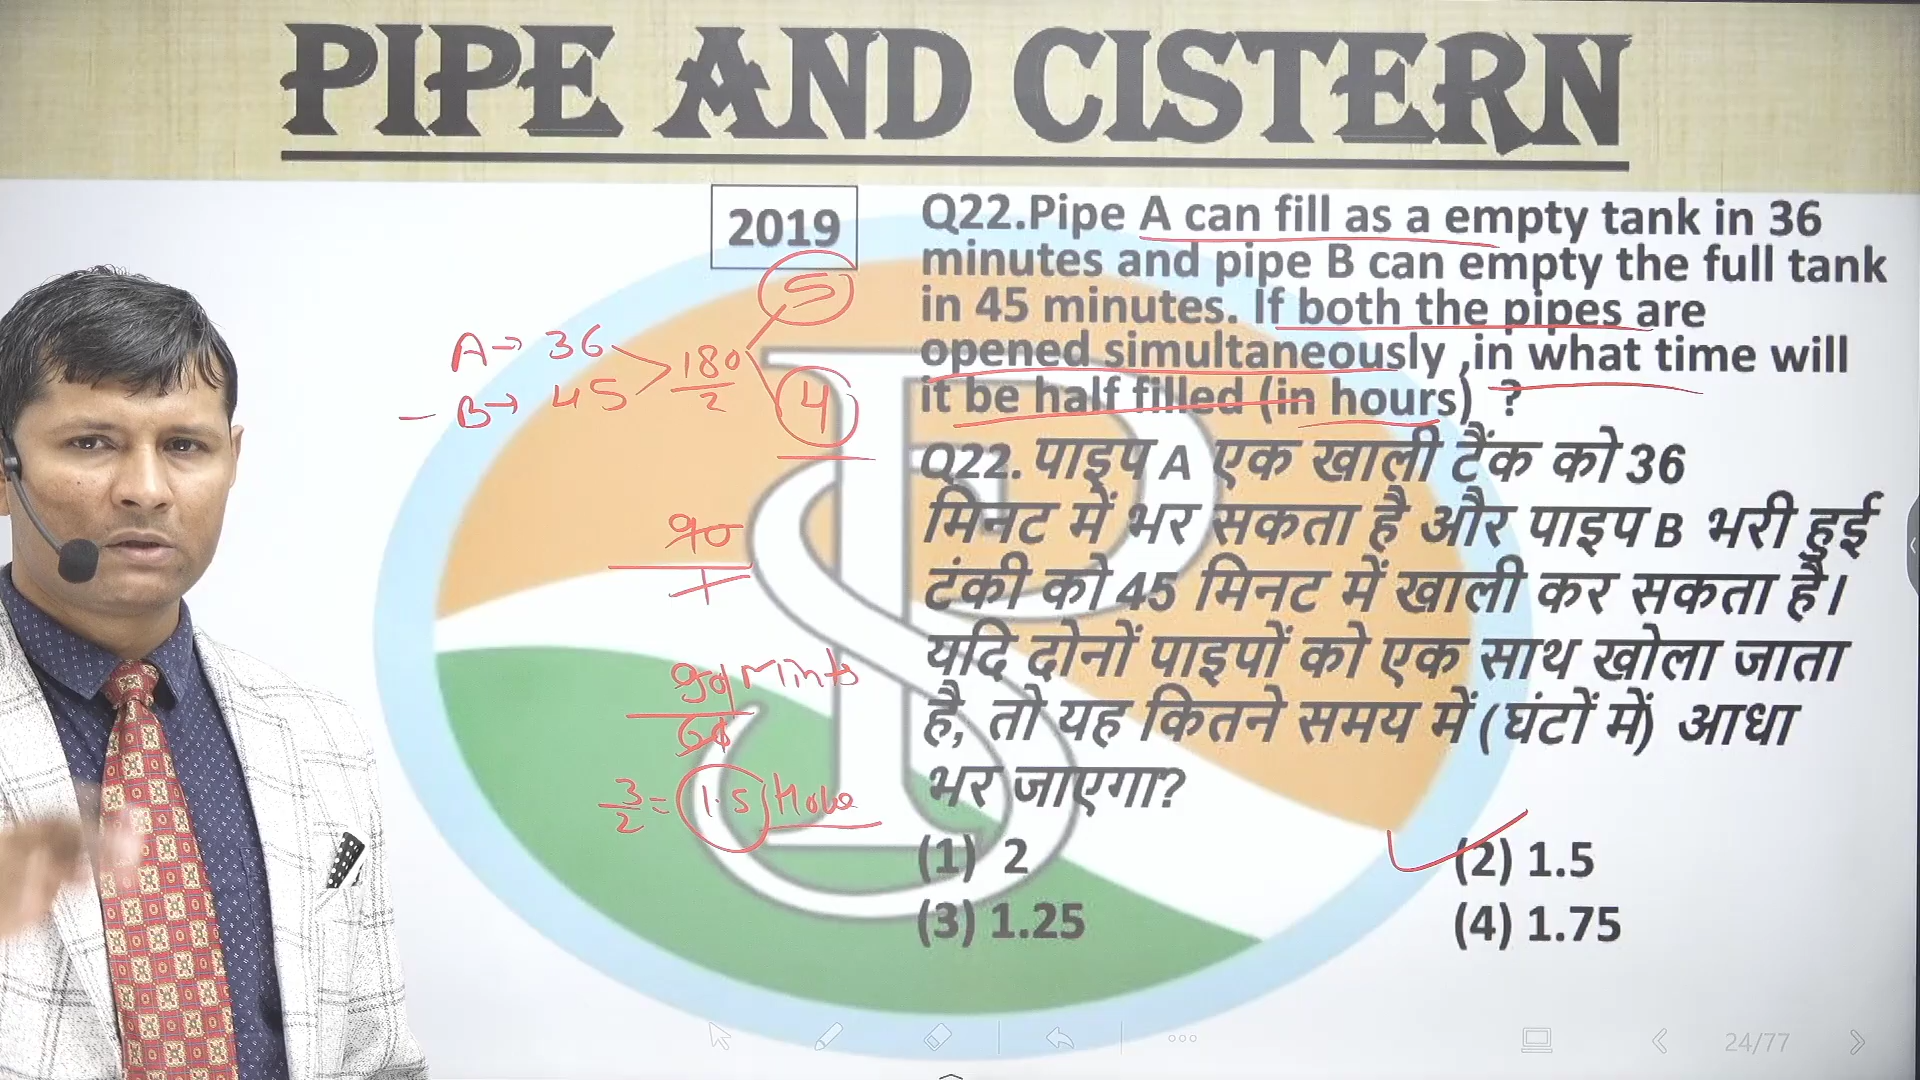 PIPE AND CISTERN
2019
Q22.Pipe A can fill as a empty tank in 36
minutes and pipe B can empty the full tank
in 45 minutes. If both the pipes are
opened simultaneously ,in what time will
it be half filled (in hours) ?
Q22. पाइप A एक खाली टैंक को 36
मिनट में भर सकता है और पाइप B भरी हुई
टंकी को 45 मिनट में खाली कर सकता है।
यदि दोनों पाइपों को एक साथ खोला जाता
है, तो यह कितने समय में (घंटों में) आधा
भर जाएगा?
(1) 2
(2) 1.5
(3) 1.25
(4) 1.75
5
A → 36
180
- B → 45
2
4
90
1
90 Mints
60
3/2 = 1.5
24/77